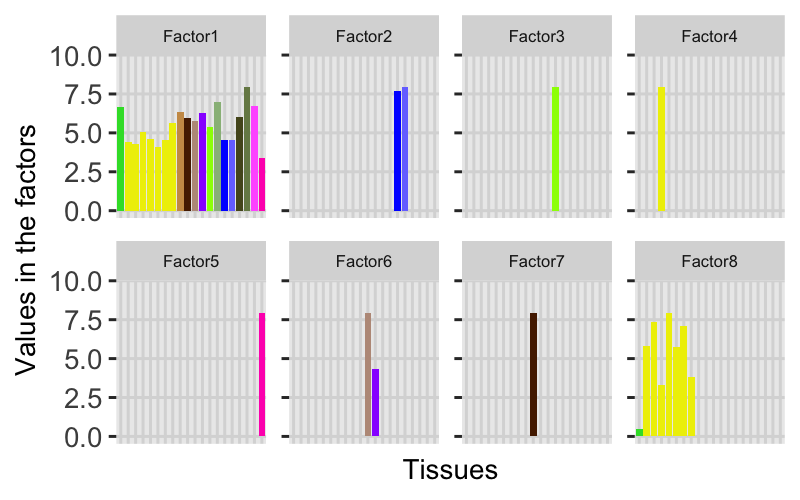 Factor1 Factor2 Factor3 Factor4
10.0
7.5
5.0
2.5
0.0
Factor5 Factor6 Factor7 Factor8
10.0
7.5
5.0
2.5
0.0
Values in the factors
Tissues